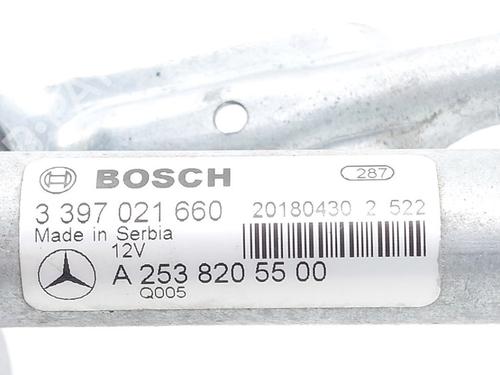 BOSCH 287
3 397 021 660 20180430 2 522
Made in Serbia
12V
A 253 820 55 00
Q005